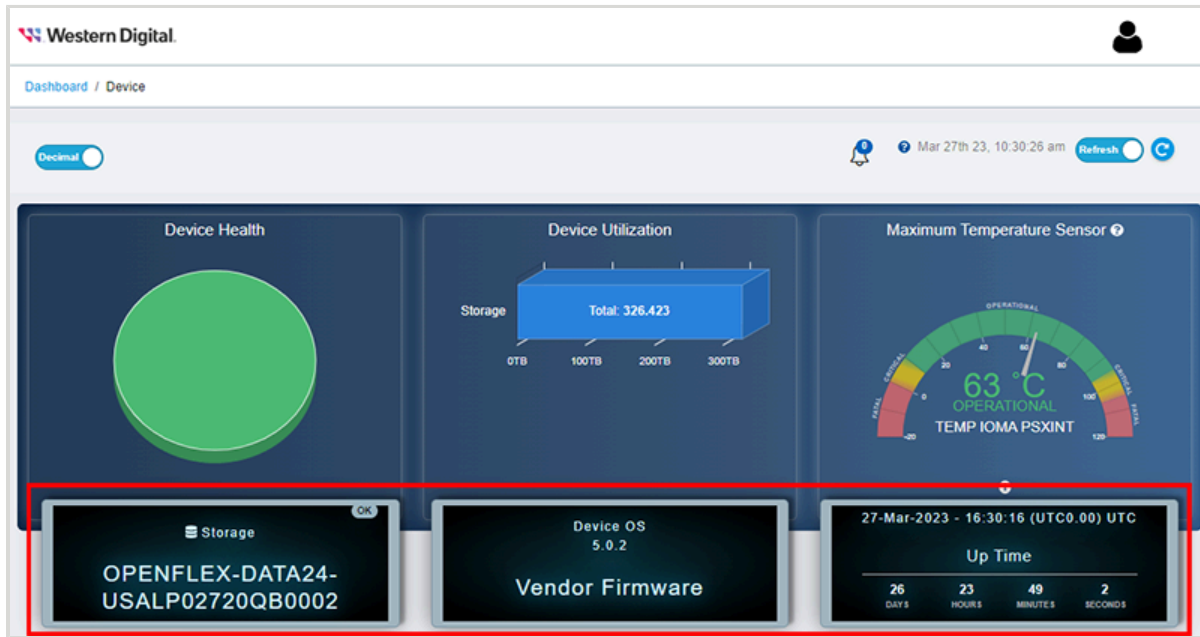 Western Digital.
Dashboard / Device
Decimal
0
Mar 27th 23, 10:30:26 am
Refresh
Device Health
Device Utilization
Storage
Total: 326.423
0TB 100TB 200TB 300TB
Maximum Temperature Sensor
OPERATIONAL
CRITICAL
CRITICAL
FATAL
FATAL
-20 0 20 40 60 80 100 120
63 °C
OPERATIONAL
TEMP IOMA PSXINT
OK
Storage
OPENFLEX-DATA24-
USALP02720QB0002
Device OS
5.0.2
Vendor Firmware
27-Mar-2023 - 16:30:16 (UTC0.00) UTC
Up Time
26 23 49 2
DAYS HOURS MINUTES SECONDS